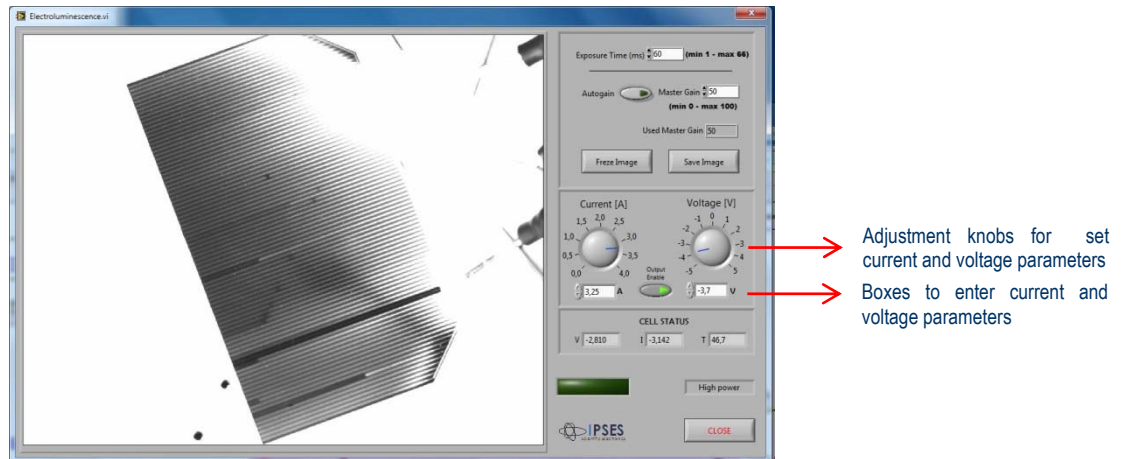 Electroluminescence.vi
Exposure Time (ms) 60 (min 1 - max 66)
Autogain Master Gain 50
(min 0 - max 100)
Used Master Gain 50
Freze Image Save Image
Current [A] Voltage [V]
0,0 0,5 1,0 1,5 2,0 2,5 3,0 3,5 4,0
-5 -4 -3 -2 -1 0 1 2 3 4 5
Output
Enable
3,25 A -3,7 V
CELL STATUS
V -2,810 I -3,142 T 46,7
High power
IPSES
CLOSE
Adjustment knobs for set
current and voltage parameters
Boxes to enter current and
voltage parameters